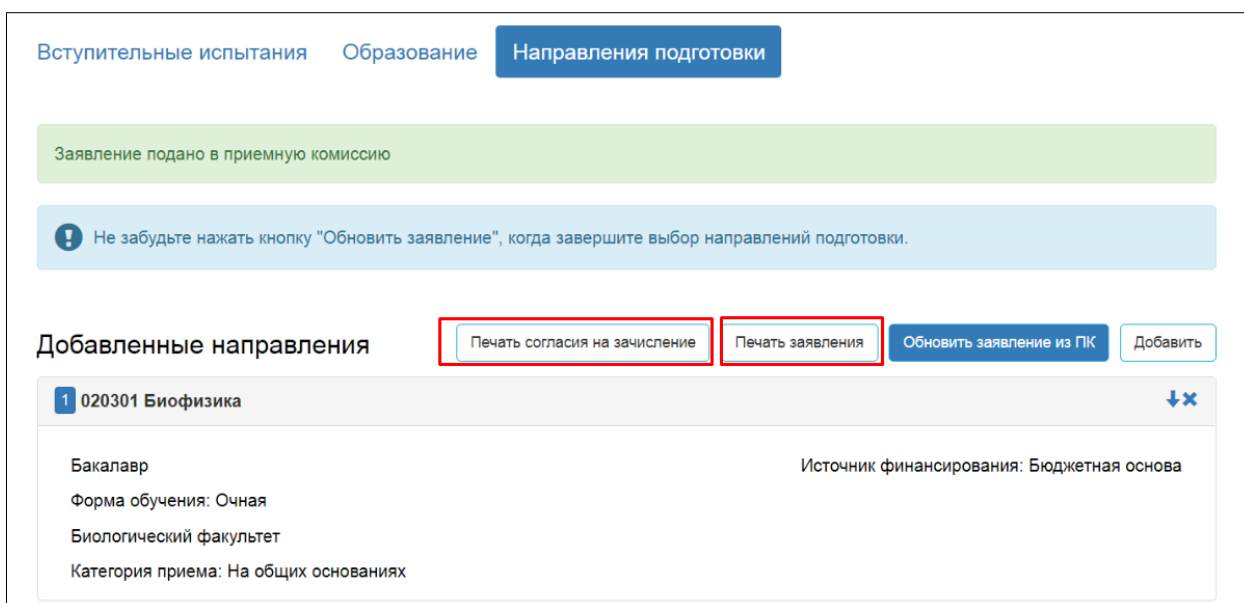 Вступительные испытания Образование Направления подготовки
Заявление подано в приемную комиссию
Не забудьте нажать кнопку "Обновить заявление", когда завершите выбор направлений подготовки.
Добавленные направления Печать согласия на зачисление Печать заявления Обновить заявление из ПК Добавить
1 020301 Биофизика
Бакалавр Источник финансирования: Бюджетная основа
Форма обучения: Очная
Биологический факультет
Категория приема: На общих основаниях